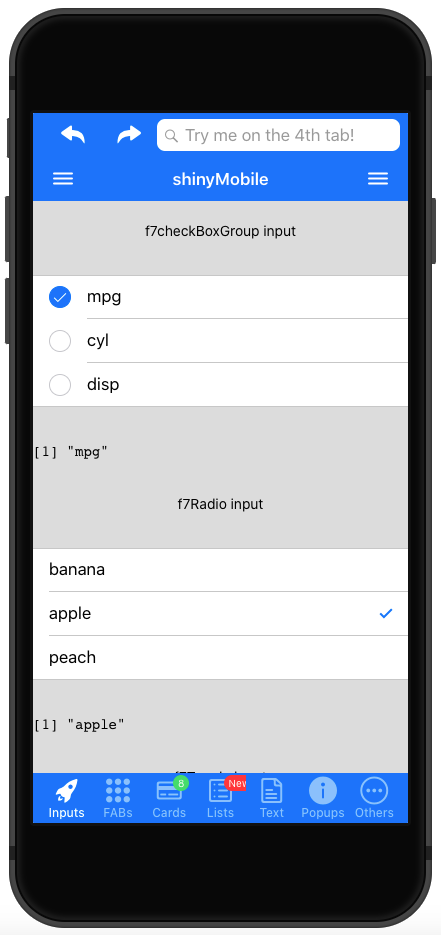 Try me on the 4th tab!
shinyMobile
f7checkBoxGroup input
mpg
cyl
disp
[1] "mpg"
f7Radio input
banana
apple
peach
[1] "apple"
8
New
Inputs
FABs
Cards
Lists
Text
Popups
Others